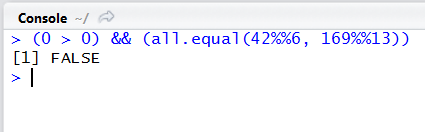 Console ~/
> (0 > 0) && (all.equal(42%%6, 169%%13))
[1] FALSE
>